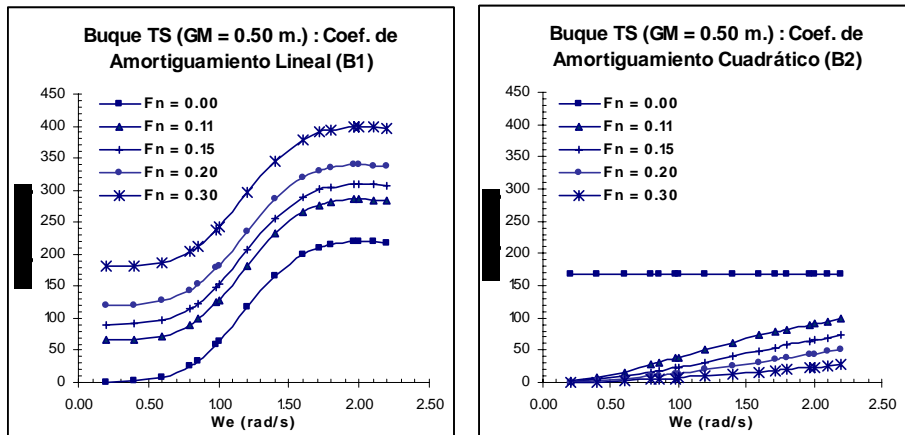 Buque TS (GM = 0.50 m.) : Coef. de
Amortiguamiento Lineal (B1)
450
400
350
300
250
200
150
100
50
0
Fn = 0.00
Fn = 0.11
Fn = 0.15
Fn = 0.20
Fn = 0.30
0.00
0.50
1.00
1.50
2.00
2.50
We (rad/s)
Buque TS (GM = 0.50 m.) : Coef. de
Amortiguamiento Cuadrático (B2)
450
400
350
300
250
200
150
100
50
0
Fn = 0.00
Fn = 0.11
Fn = 0.15
Fn = 0.20
Fn = 0.30
0.00
0.50
1.00
1.50
2.00
2.50
We (rad/s)